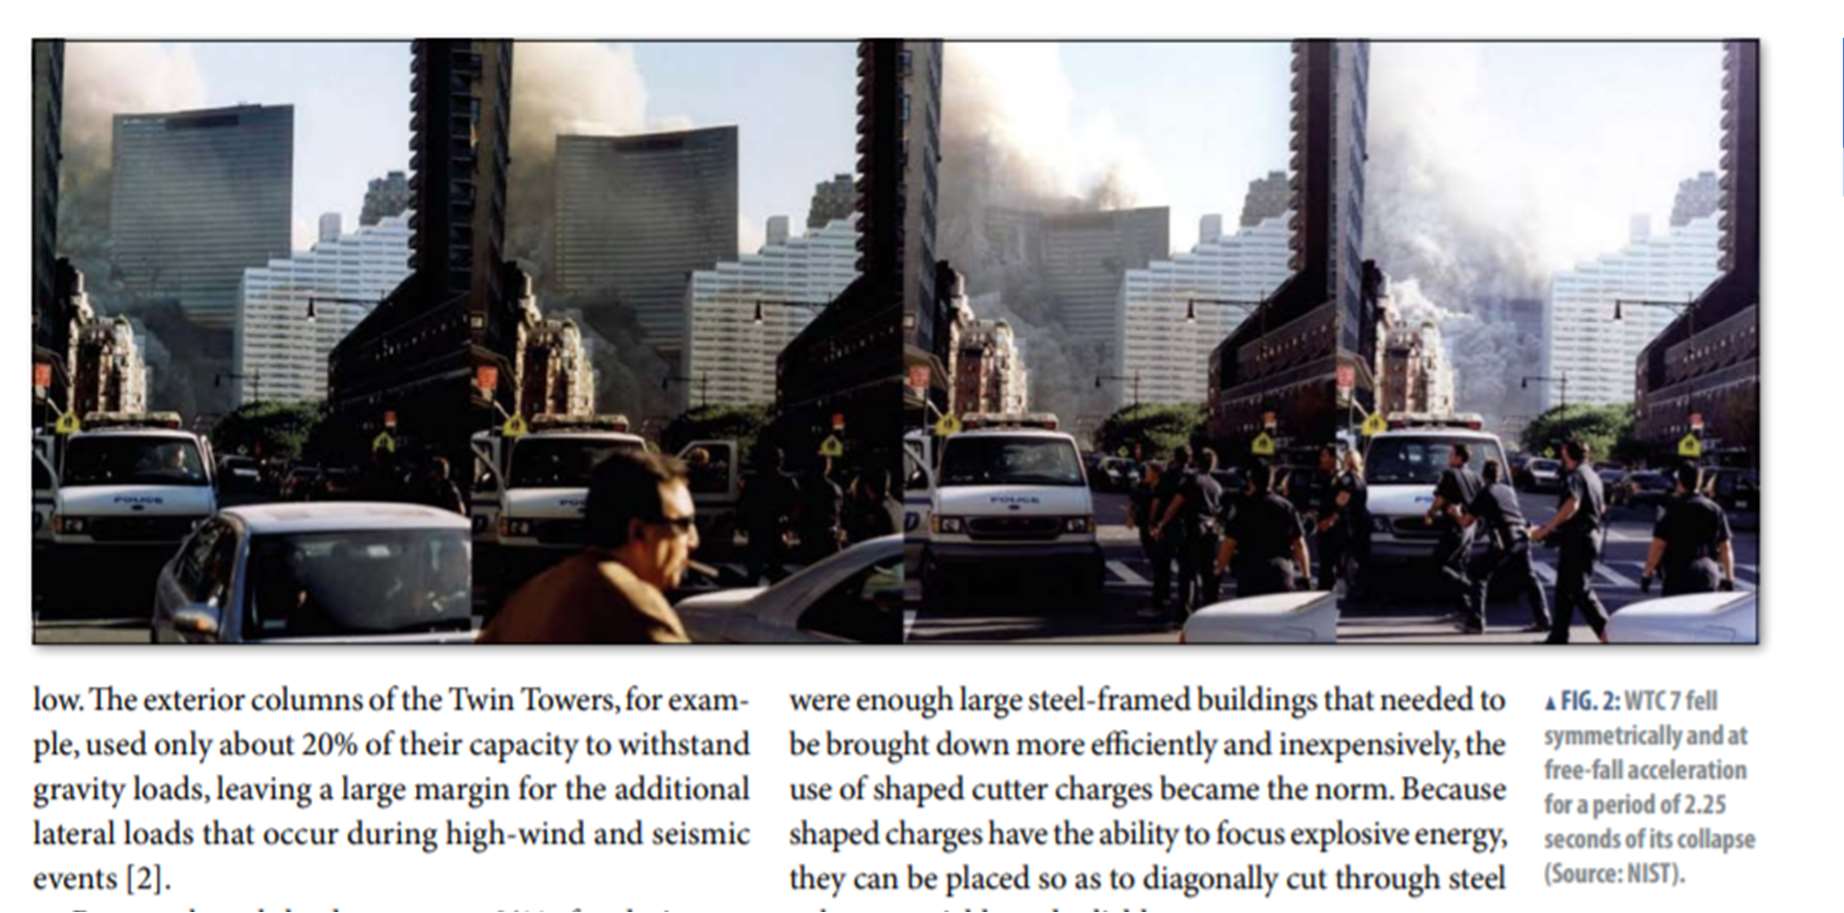 POLICE
POLICE
low. The exterior columns of the Twin Towers, for exam-
ple, used only about 20% of their capacity to withstand
gravity loads, leaving a large margin for the additional
lateral loads that occur during high-wind and seismic
events [2].
were enough large steel-framed buildings that needed to
be brought down more efficiently and inexpensively, the
use of shaped cutter charges became the norm. Because
shaped charges have the ability to focus explosive energy,
they can be placed so as to diagonally cut through steel
▲ FIG. 2: WTC 7 fell
symmetrically and at
free-fall acceleration
for a period of 2.25
seconds of its collapse
(Source: NIST).